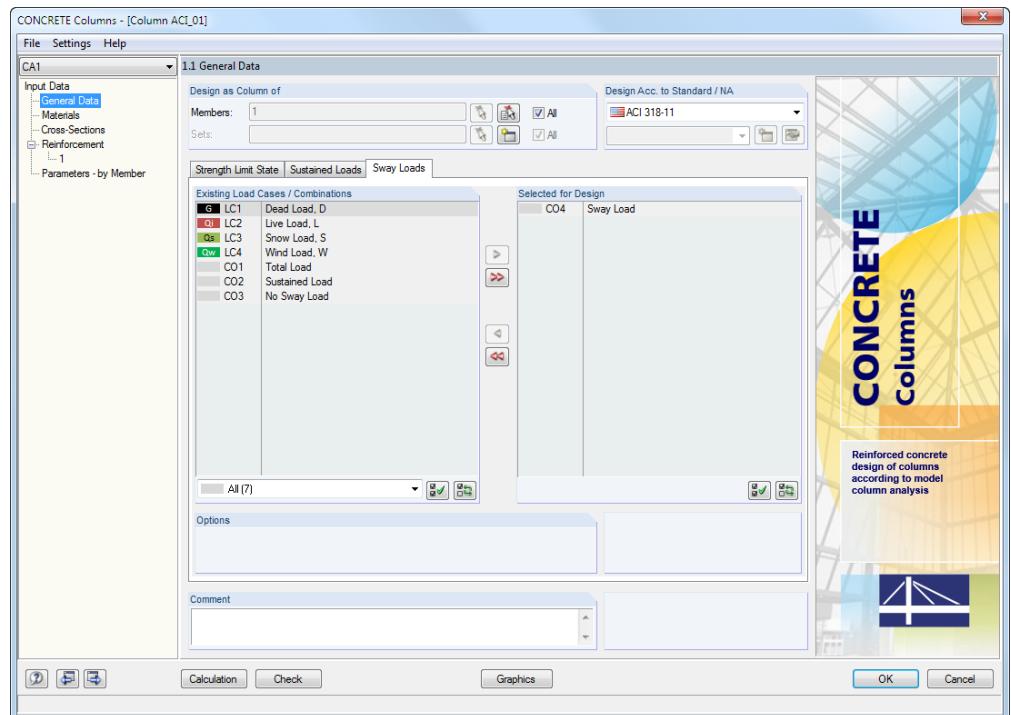 CONCRETE Columns - [Column ACI_01]
File Settings Help
CA1
1.1 General Data
Input Data
General Data
Materials
Cross-Sections
Reinforcement
1
Parameters - by Member
Design as Column of
Members: 1 All
Sets: All
Design Acc. to Standard / NA
ACI 318-11
Strength Limit State Sustained Loads Sway Loads
Existing Load Cases / Combinations
G LC1 Dead Load, D
Qi LC2 Live Load, L
Qs LC3 Snow Load, S
Qw LC4 Wind Load, W
CO1 Total Load
CO2 Sustained Load
CO3 No Sway Load
All (7)
Selected for Design
CO4 Sway Load
Options
Comment
CONCRETE
Columns
Reinforced concrete
design of columns
according to model
column analysis
Calculation Check Graphics OK Cancel